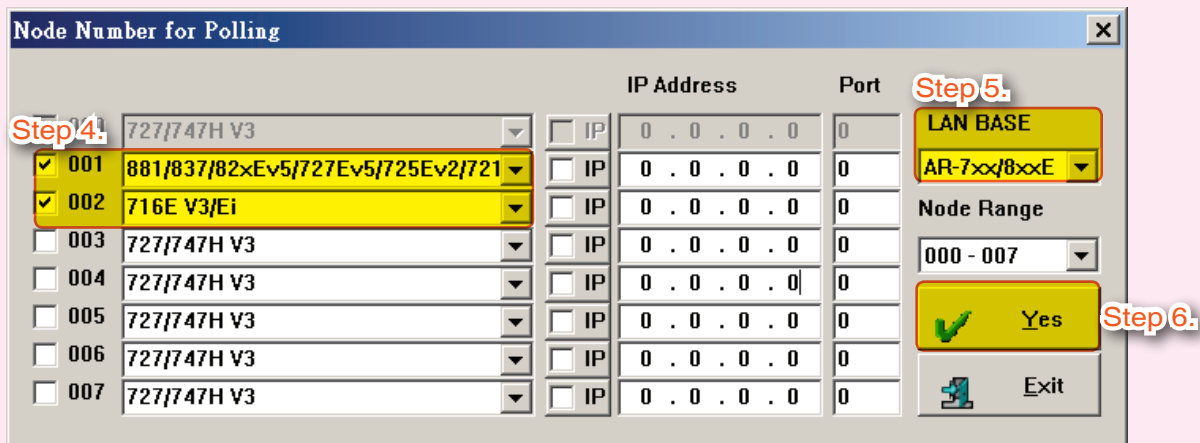 Node Number for Polling
IP Address Port
Step 5.
LAN BASE
AR-7xx/8xxE
Step 4.
727/747H V3 IP 0 . 0 . 0 . 0 0
001 881/837/82xEv5/727Ev5/725Ev2/721 IP 0 . 0 . 0 . 0 0
002 716E V3/Ei IP 0 . 0 . 0 . 0 0
003 727/747H V3 IP 0 . 0 . 0 . 0 0
004 727/747H V3 IP 0 . 0 . 0 . 0 0
005 727/747H V3 IP 0 . 0 . 0 . 0 0
006 727/747H V3 IP 0 . 0 . 0 . 0 0
007 727/747H V3 IP 0 . 0 . 0 . 0 0
Node Range
000 - 007
Yes
Step 6.
Exit